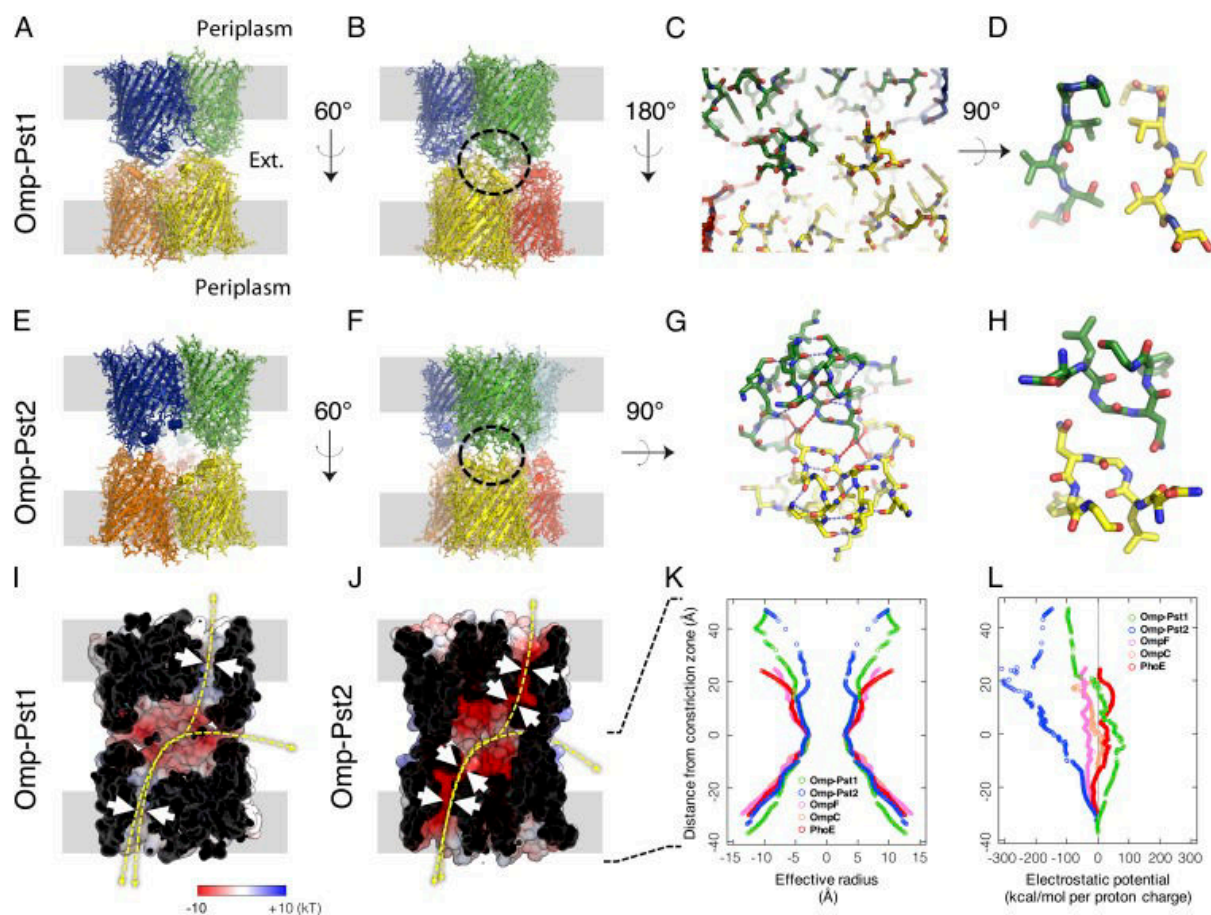 A
Periplasm
B
C
D
Omp-Pst1
60°
180°
90°
Ext.
Periplasm
E
F
G
H
Omp-Pst2
60°
90°
I
J
K
L
Omp-Pst1
Omp-Pst2
-10
+10 (kT)
Distance from constriction zone (Å)
40
20
0
-20
-40
Omp-Pst1
Omp-Pst2
OmpF
OmpC
PhoE
-15
-10
-5
0
5
10
15
Effective radius
(Å)
40
20
0
-20
-40
Omp-Pst1
Omp-Pst2
OmpF
OmpC
PhoE
-300
-200
-100
0
100
200
300
Electrostatic potential
(kcal/mol per proton charge)